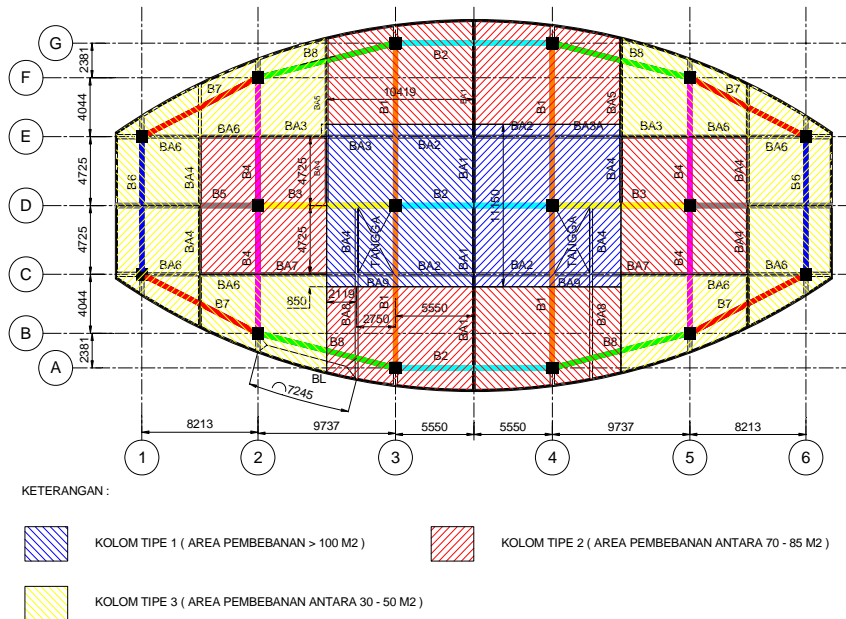 G
F
E
D
C
B
A
2381
4044
4725
4725
4044
2381
B8
B2
B8
B7
10419
BA1
B7
BA5
B1
B1
BA5
BA6
BA3
BA2
BA3A
BA3
BA6
BA6
BA3
BA2
BA6
B6
BA4
B4
4725
BA4
BA1
11150
B4
BA4
B5
B3
B2
B3
B5
BA4
B4
4725
BA4
TANGGA
BA1
TANGGA
BA4
B4
BA4
BA6
BA7
BA2
BA2
BA7
BA6
BA6
BA9
BA9
BA6
B7
850
2119
BA8
B1
2750
5550
BA1
B1
BA8
B7
B8
B2
B8
BL
7245
8213
9737
5550
5550
9737
8213
1
2
3
4
5
6
KETERANGAN :
KOLOM TIPE 1 ( AREA PEMBEBANAN > 100 M2 )
KOLOM TIPE 2 ( AREA PEMBEBANAN ANTARA 70 - 85 M2 )
KOLOM TIPE 3 ( AREA PEMBEBANAN ANTARA 30 - 50 M2 )